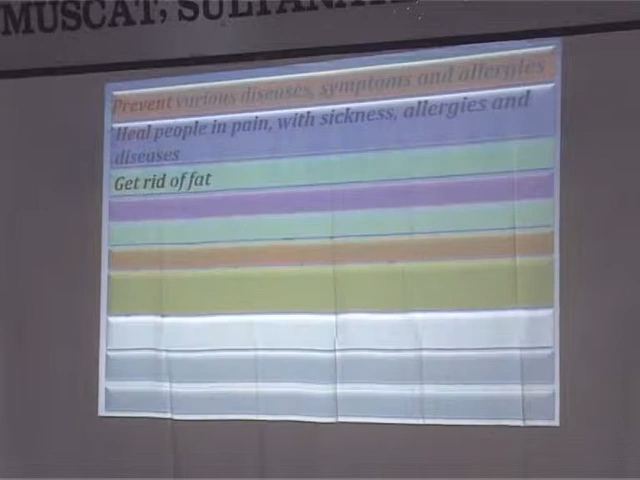 MUSCAT, SULTANATE
Prevent various diseases, symptoms and allergies
Heal people in pain, with sickness, allergies and
diseases
Get rid of fat